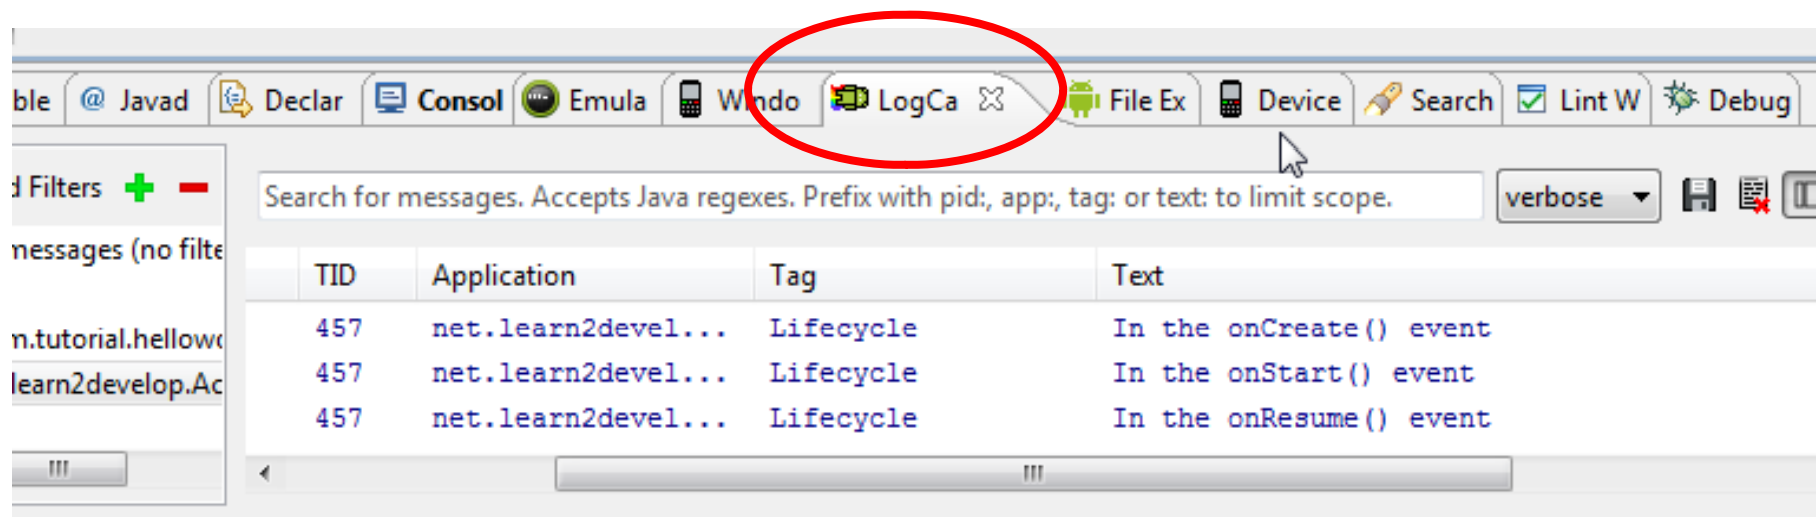 ble @ Javad Declar Consol Emula Windo LogCa File Ex Device Search Lint W Debug
d Filters
Search for messages. Accepts Java regexes. Prefix with pid:, app:, tag: or text: to limit scope. verbose
messages (no filte
TID Application Tag Text
457 net.learn2devel... Lifecycle In the onCreate() event
m.tutorial.hellowo
457 net.learn2devel... Lifecycle In the onStart() event
learn2develop.Ac
457 net.learn2devel... Lifecycle In the onResume() event